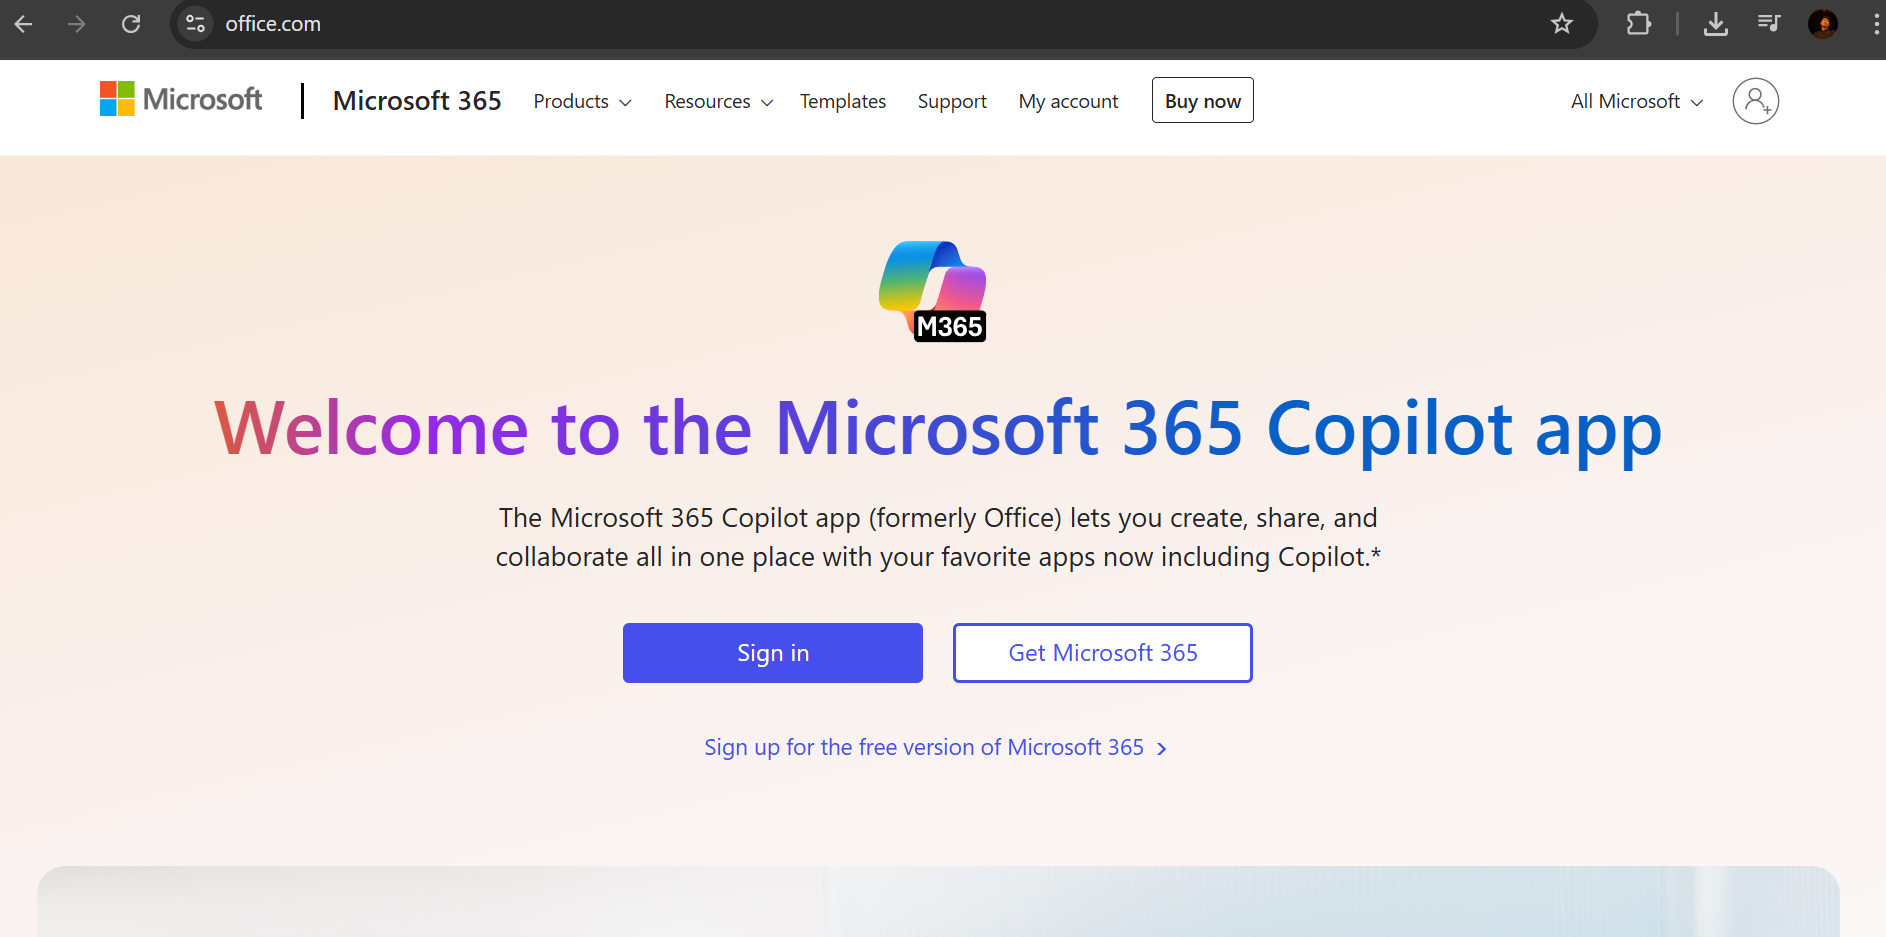 office.com
Microsoft
Microsoft 365
Products
Resources
Templates
Support
My account
Buy now
All Microsoft
M365
Welcome to the Microsoft 365 Copilot app
The Microsoft 365 Copilot app (formerly Office) lets you create, share, and
collaborate all in one place with your favorite apps now including Copilot.*
Sign in
Get Microsoft 365
Sign up for the free version of Microsoft 365